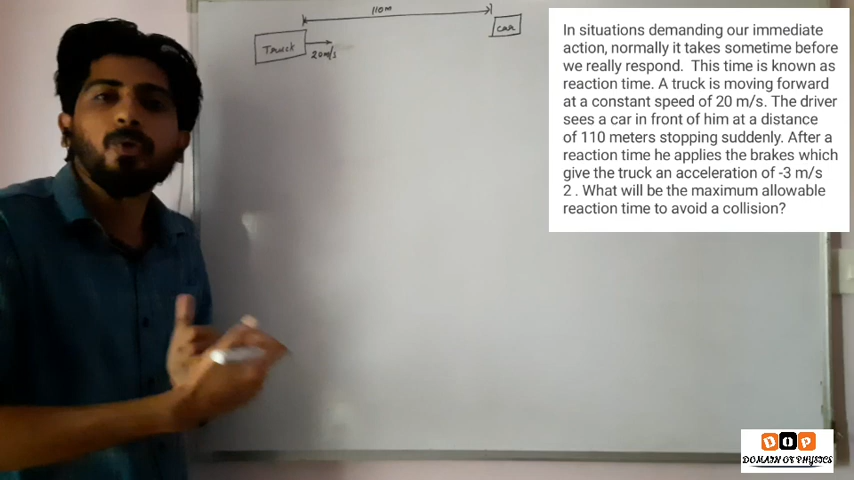 110m
Truck
20m/s
car
In situations demanding our immediate
action, normally it takes sometime before
we really respond. This time is known as
reaction time. A truck is moving forward
at a constant speed of 20 m/s. The driver
sees a car in front of him at a distance
of 110 meters stopping suddenly. After a
reaction time he applies the brakes which
give the truck an acceleration of -3 m/s
2 . What will be the maximum allowable
reaction time to avoid a collision?
DOP
DOMAIN OF PHYSICS